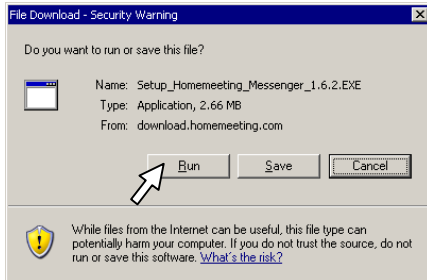 File Download - Security Warning
Do you want to run or save this file?
Name: Setup_Homemeeting_Messenger_1.6.2.EXE
Type: Application, 2.66 MB
From: download.homemeeting.com
Run Save Cancel
While files from the Internet can be useful, this file type can
potentially harm your computer. If you do not trust the source, do not
run or save this software. What's the risk?